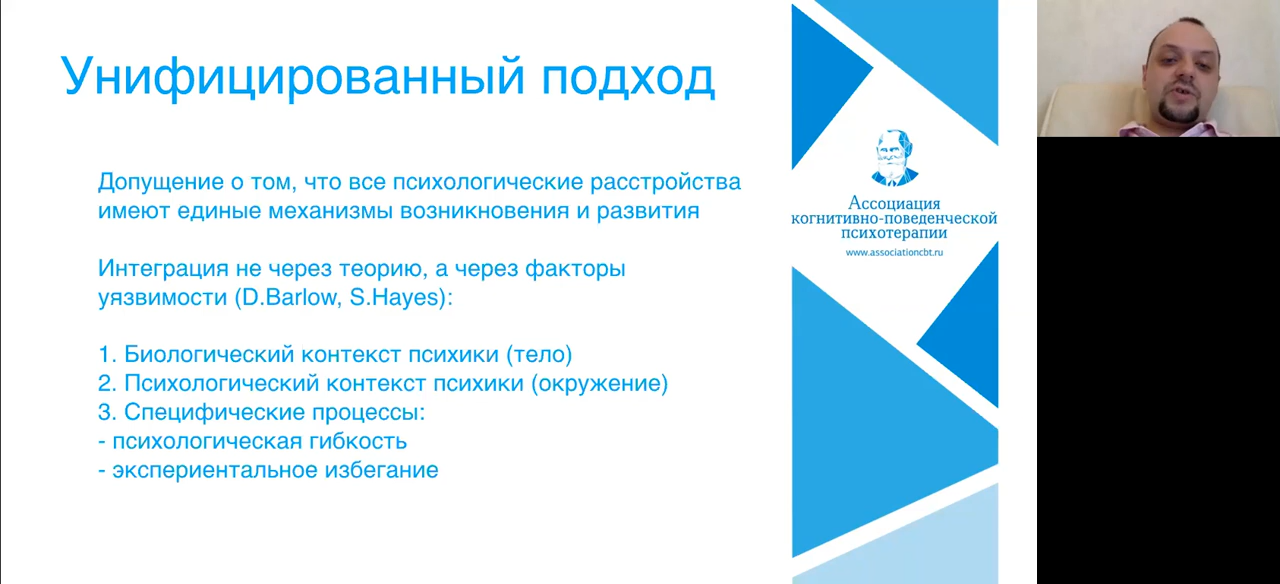 Унифицированный подход
Допущение о том, что все психологические расстройства
имеют единые механизмы возникновения и развития
Интеграция не через теорию, а через факторы
уязвимости (D.Barlow, S.Hayes):
1. Биологический контекст психики (тело)
2. Психологический контекст психики (окружение)
3. Специфические процессы:
- психологическая гибкость
- экспериентальное избегание
Ассоциация
когнитивно-поведенческой
психотерапии
www.associationcbt.ru